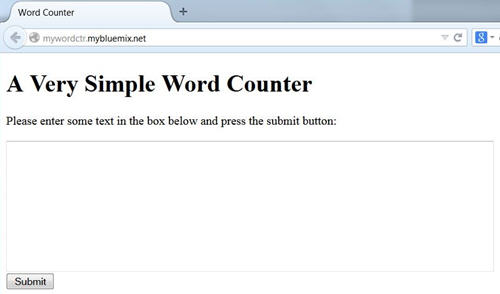 Word Counter
mywordctr.mybluemix.net
A Very Simple Word Counter
Please enter some text in the box below and press the submit button:
Submit